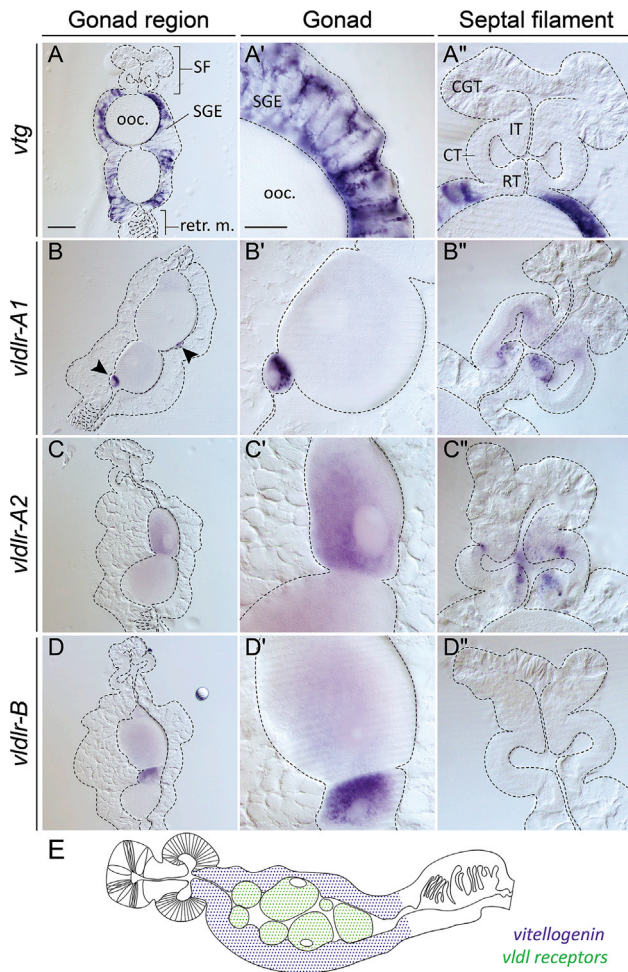 Gonad region Gonad Septal filament
vtg
A SF ooc. SGE retr. m.
A' SGE ooc.
A" CGT IT CT RT
vldlr-A1
B B' B"
vldlr-A2
C C' C"
vldlr-B
D D' D"
E
vitellogenin
vldl receptors